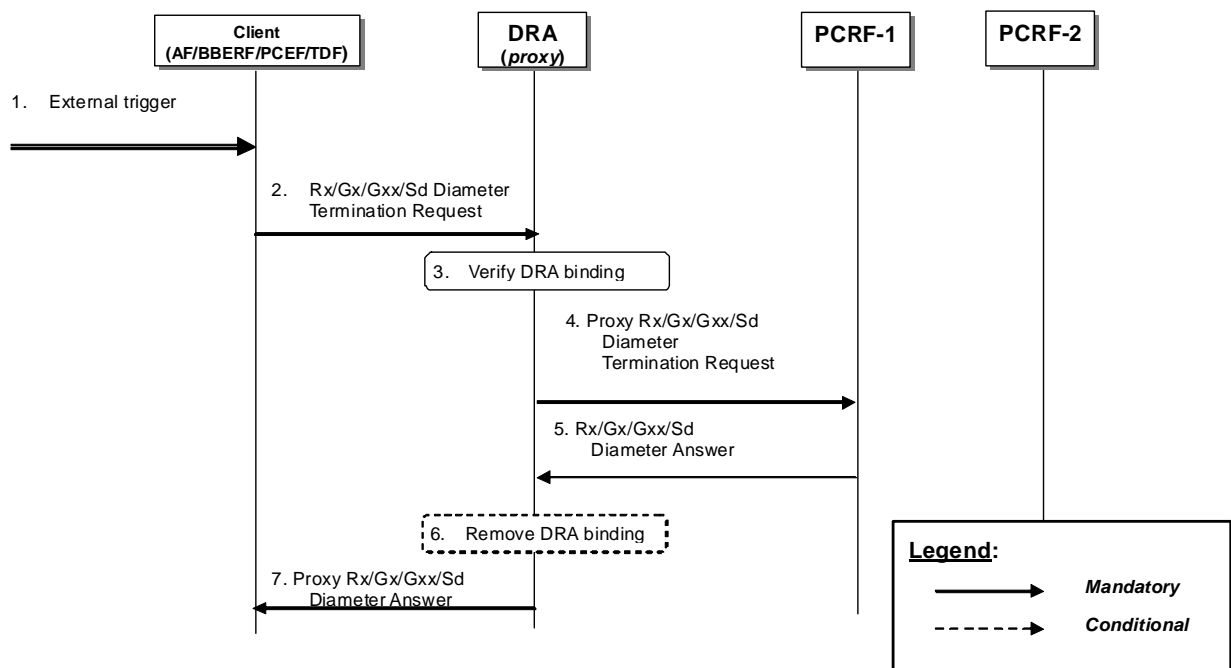 Client
(AF/BBERF/PCEF/TDF)
DRA
(proxy)
PCRF-1
PCRF-2
1. External trigger
2. Rx/Gx/Gxx/Sd Diameter
Termination Request
3. Verify DRA binding
4. Proxy Rx/Gx/Gxx/Sd
Diameter
Termination Request
5. Rx/Gx/Gxx/Sd
Diameter Answer
6. Remove DRA binding
7. Proxy Rx/Gx/Gxx/Sd
Diameter Answer
Legend:
Mandatory
Conditional